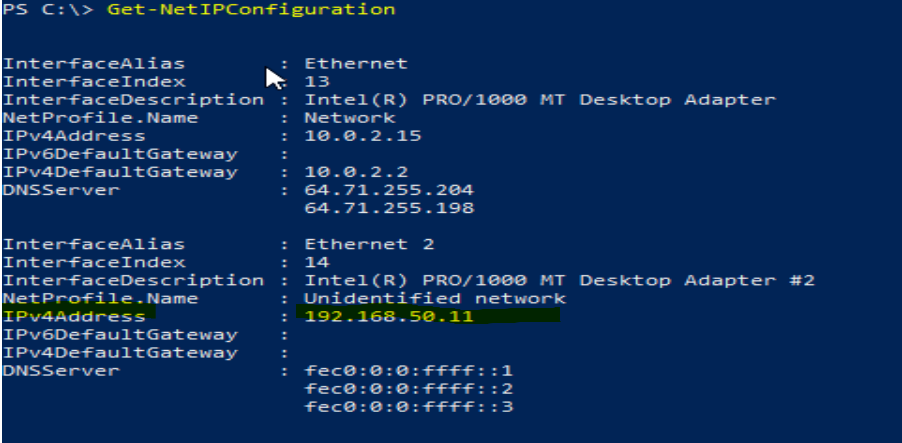 PS C:\> Get-NetIPConfiguration
InterfaceAlias : Ethernet
InterfaceIndex : 13
InterfaceDescription : Intel(R) PRO/1000 MT Desktop Adapter
NetProfile.Name : Network
IPv4Address : 10.0.2.15
IPv6DefaultGateway :
IPv4DefaultGateway : 10.0.2.2
DNSServer : 64.71.255.204
64.71.255.198
InterfaceAlias : Ethernet 2
InterfaceIndex : 14
InterfaceDescription : Intel(R) PRO/1000 MT Desktop Adapter #2
NetProfile.Name : Unidentified network
IPv4Address : 192.168.50.11
IPv6DefaultGateway :
IPv4DefaultGateway :
DNSServer : fec0:0:0:ffff::1
fec0:0:0:ffff::2
fec0:0:0:ffff::3